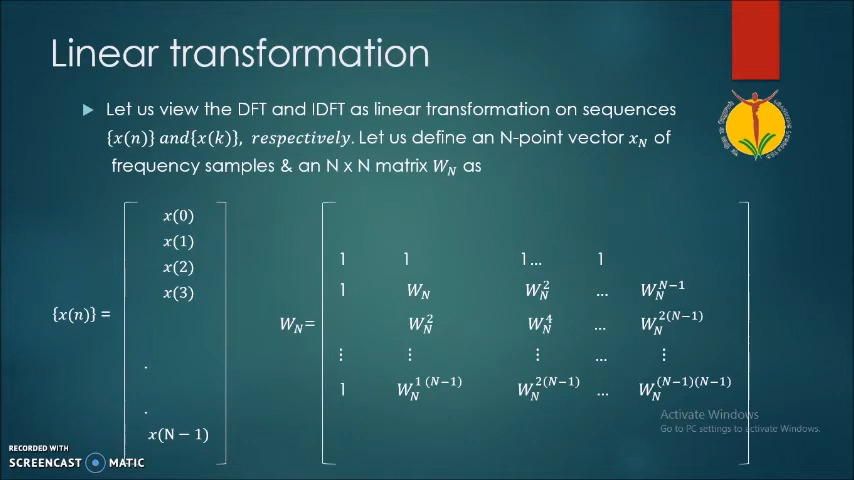 Linear transformation
Let us view the DFT and IDFT as linear transformation on sequences
{x(n)} and{x(k)}, respectively. Let us define an N-point vector x_N of
frequency samples & an N x N matrix W_N as
x(0)
x(1)
x(2)
x(3)
{x(n)} =
.
.
x(N − 1)
W_N=
1 1 1... 1
1 W_N W_N^2 ... W_N^{N−1}
W_N^2 W_N^4 ... W_N^{2(N−1)}
⋮ ⋮ ⋮ ... ⋮
1 W_N^{1 (N−1)} W_N^{2(N−1)} ... W_N^{(N−1)(N−1)}
Activate Windows
Go to PC settings to activate Windows.
RECORDED WITH
SCREENCAST MATIC